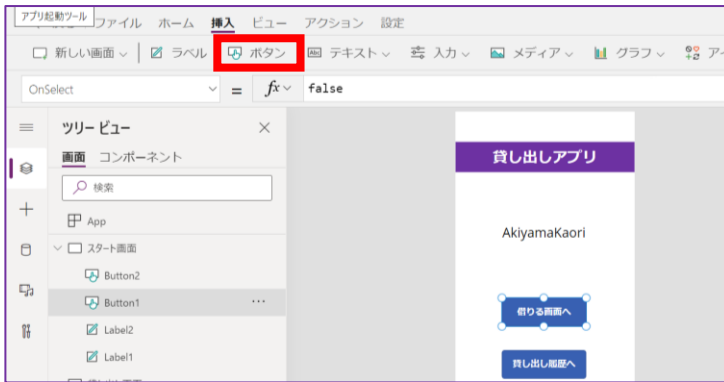 アプリ起動ツール
ファイル ホーム 挿入 ビュー アクション 設定
新しい画面 ラベル ボタン Abc テキスト 入力 メディア グラフ アー
OnSelect = fx false
ツリー ビュー
画面 コンポーネント
検索
App
スタート画面
Button2
Button1 ...
Label2
Label1
貸し出しアプリ
AkiyamaKaori
借りる画面へ
貸し出し履歴へ